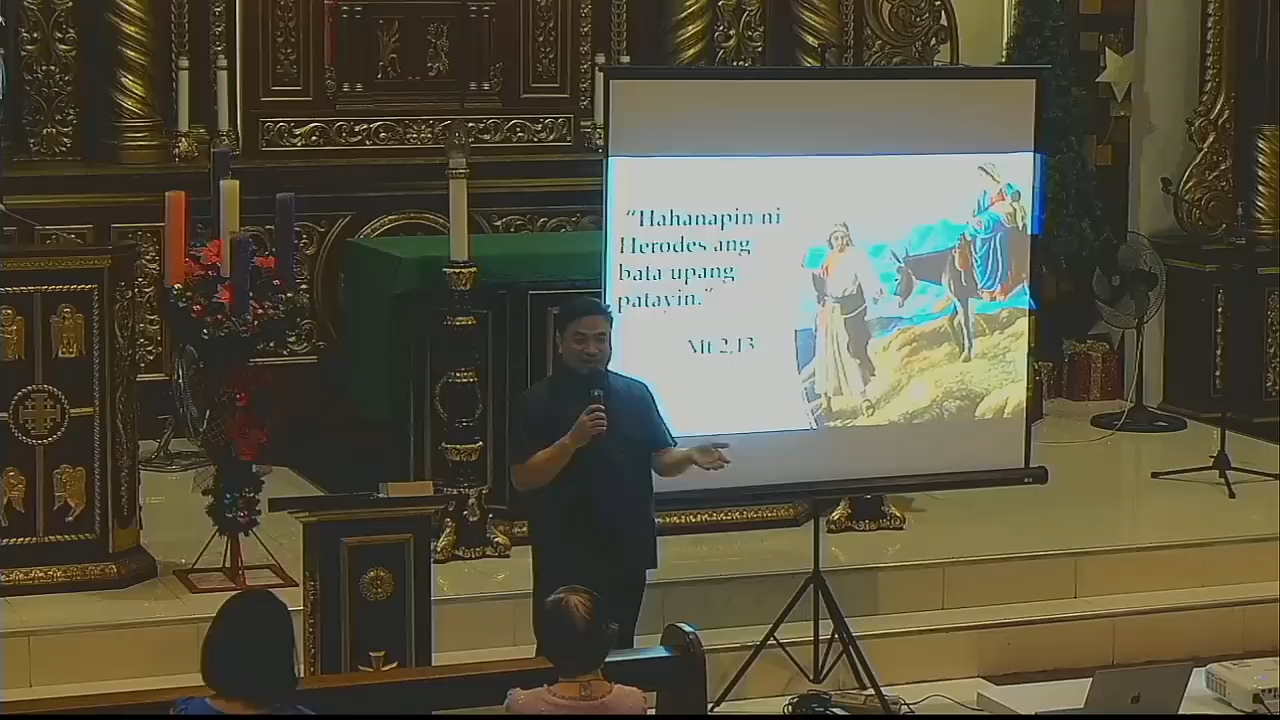 “Hahanapin ni
Herodes ang
bata upang
patayin.”
Mt 2,13